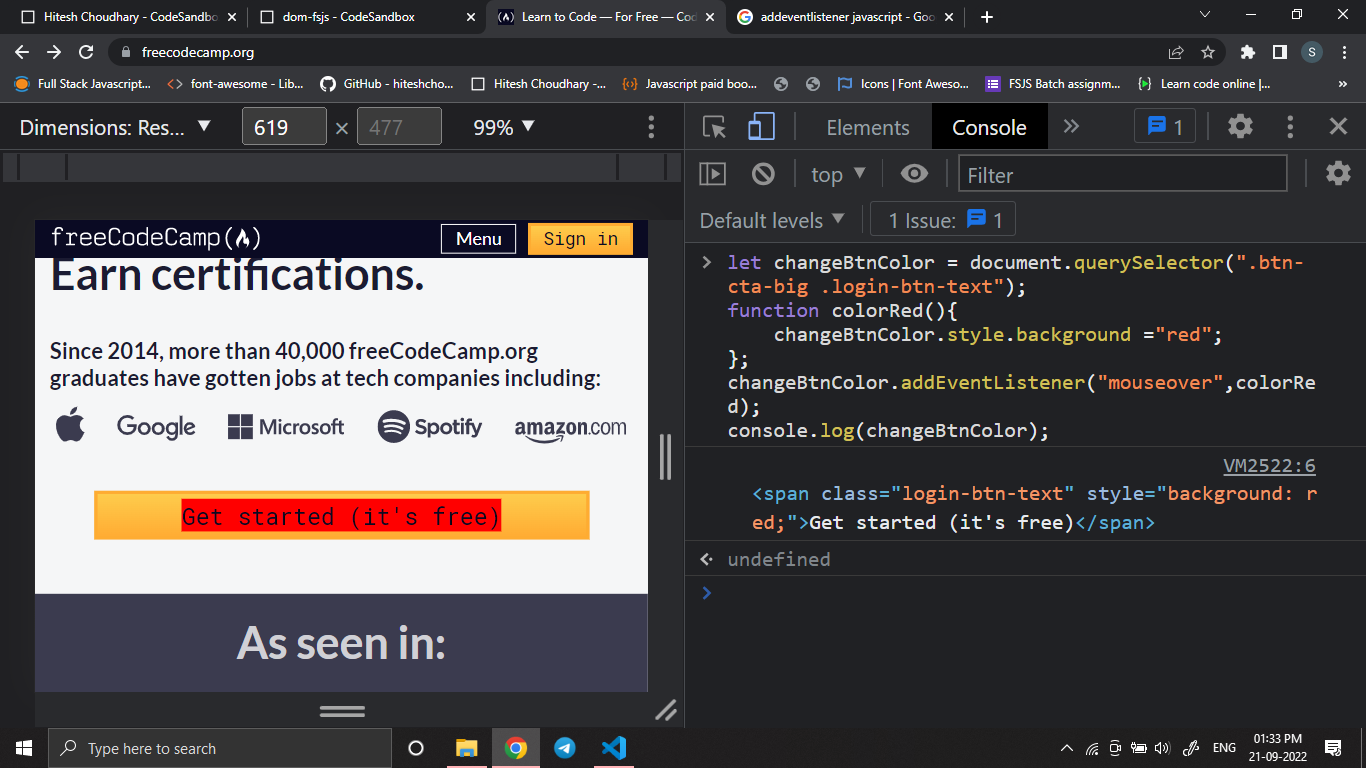 Hitesh Choudhary - CodeSandbo
dom-fsjs - CodeSandbox
Learn to Code — For Free — Cod
addeventlistener javascript - Goo
freecodecamp.org
S
Full Stack Javascript...
font-awesome - Lib...
GitHub - hiteshcho...
Hitesh Choudhary -...
Javascript paid boo...
Icons | Font Aweso...
FSJS Batch assignm...
Learn code online |...
Dimensions: Res...
619
×
477
99%
Elements
Console
1
top
Filter
Default levels
1 Issue:
1
freeCodeCamp
Menu
Sign in
Earn certifications.
Since 2014, more than 40,000 freeCodeCamp.org
graduates have gotten jobs at tech companies including:
Google
Microsoft
Spotify
amazon.com
Get started (it's free)
As seen in:
let changeBtnColor = document.querySelector(".btn-
cta-big .login-btn-text");
function colorRed(){
changeBtnColor.style.background ="red";
};
changeBtnColor.addEventListener("mouseover",colorRe
d);
console.log(changeBtnColor);
VM2522:6
<span class="login-btn-text" style="background: r
ed;">Get started (it's free)</span>
undefined
Type here to search
ENG
01:33 PM
21-09-2022